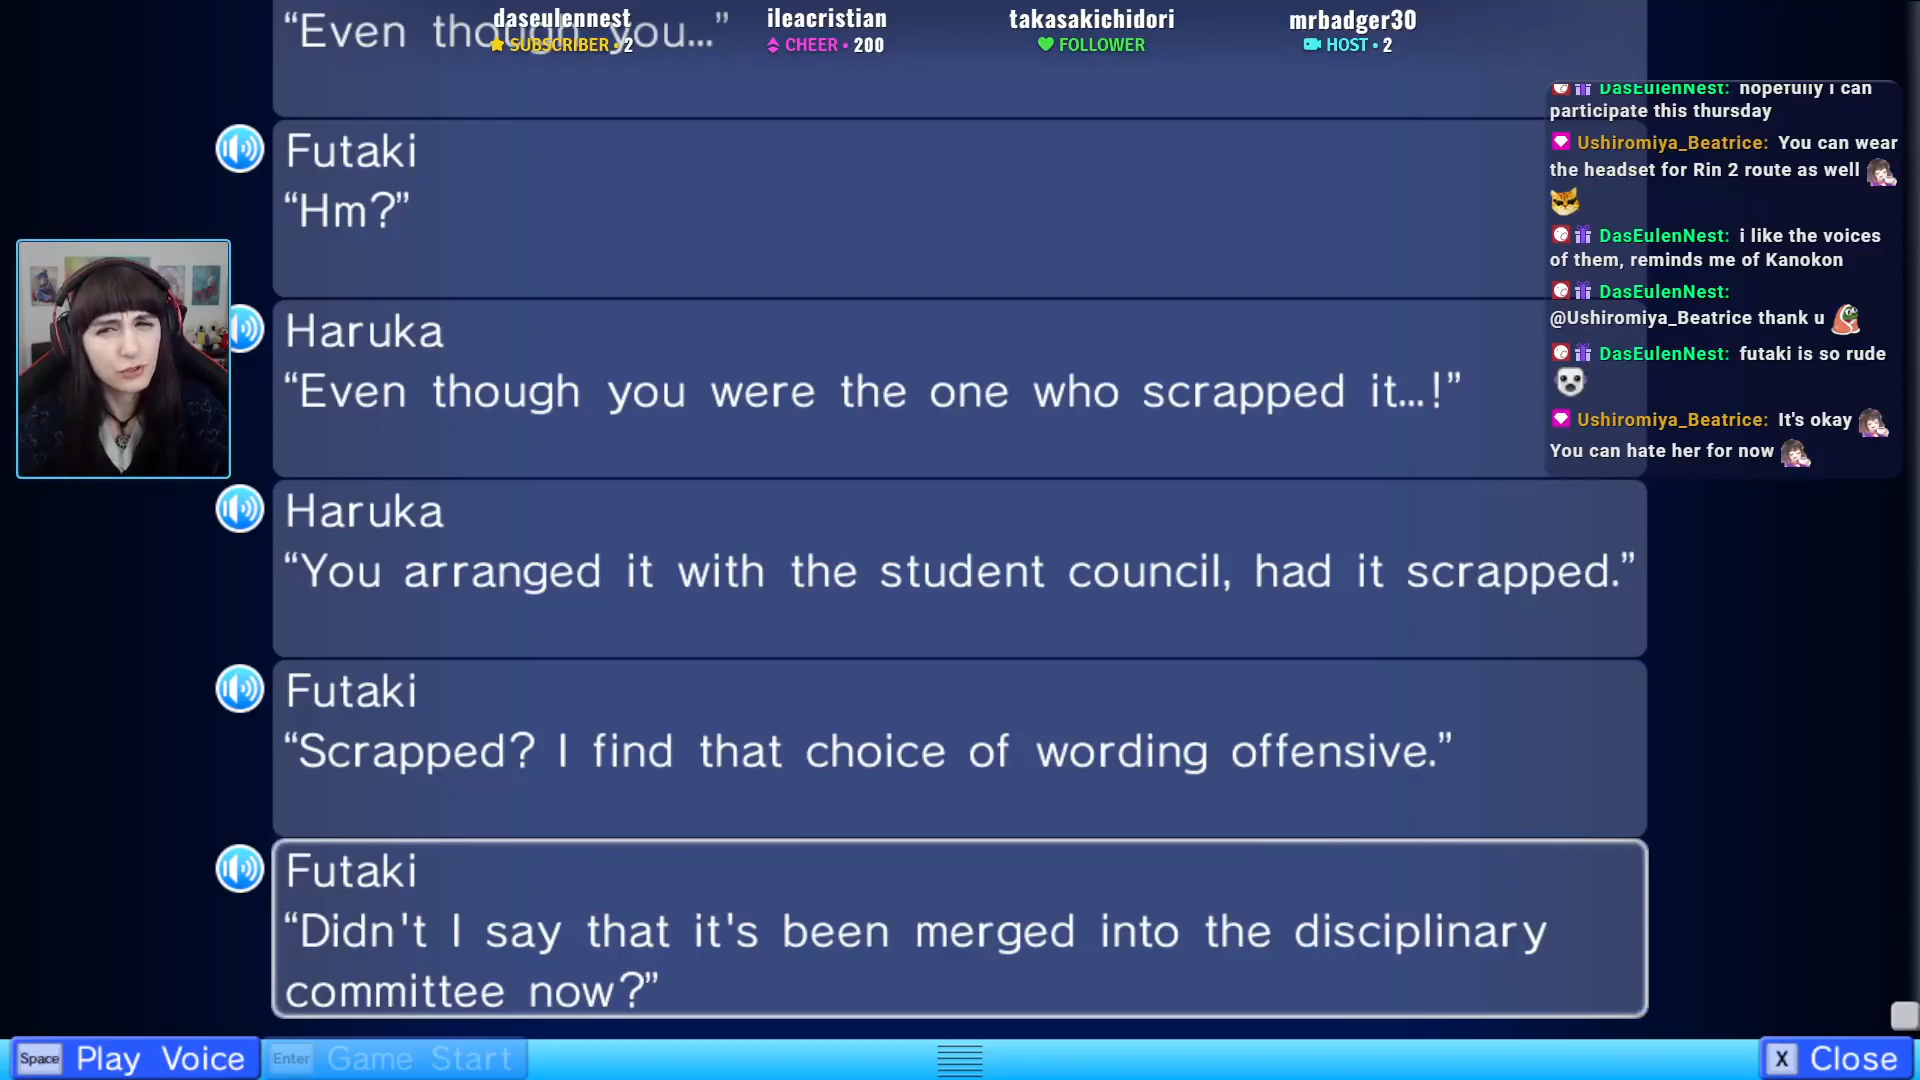 daseulennest
SUBSCRIBER • 2
ileacristian
CHEER • 200
takasakichidori
FOLLOWER
mrbadger30
HOST • 2
“Even though you...”
Futaki
“Hm?”
Haruka
“Even though you were the one who scrapped it...!”
Haruka
“You arranged it with the student council, had it scrapped.”
Futaki
“Scrapped? I find that choice of wording offensive.”
Futaki
“Didn't I say that it's been merged into the disciplinary
committee now?”
DasEulenNest: hopefully i can
participate this thursday
Ushiromiya_Beatrice: You can wear
the headset for Rin 2 route as well
DasEulenNest: i like the voices
of them, reminds me of Kanokon
DasEulenNest:
@Ushiromiya_Beatrice thank u
DasEulenNest: futaki is so rude
Ushiromiya_Beatrice: It's okay
You can hate her for now
Space Play Voice
Enter Game Start
X Close